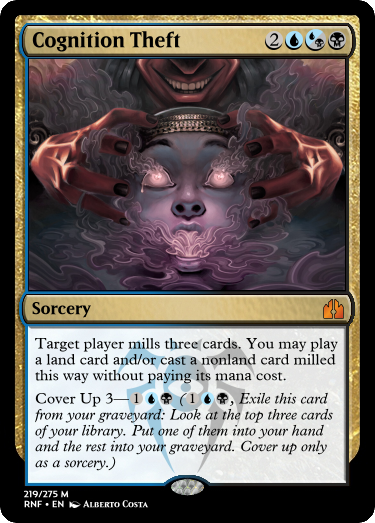 Cognition Theft 2
Sorcery
Target player mills three cards. You may play
a land card and/or cast a nonland card milled
this way without paying its mana cost.
Cover Up 3—1 (1, Exile this card
from your graveyard: Look at the top three cards
of your library. Put one of them into your hand
and the rest into your graveyard. Cover up only
as a sorcery.)
219/275 M
RNF • EN Alberto Costa